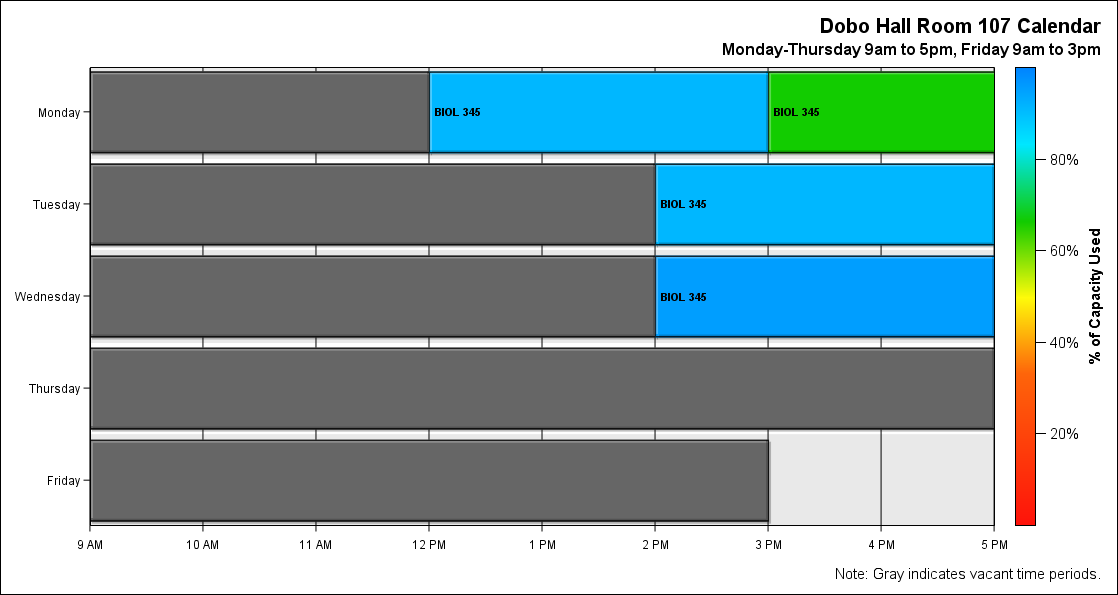 Dobo Hall Room 107 Calendar
Monday-Thursday 9am to 5pm, Friday 9am to 3pm
Monday
BIOL 345
BIOL 345
Tuesday
BIOL 345
Wednesday
BIOL 345
Thursday
Friday
9 AM
10 AM
11 AM
12 PM
1 PM
2 PM
3 PM
4 PM
5 PM
80%
60%
40%
20%
% of Capacity Used
Note: Gray indicates vacant time periods.